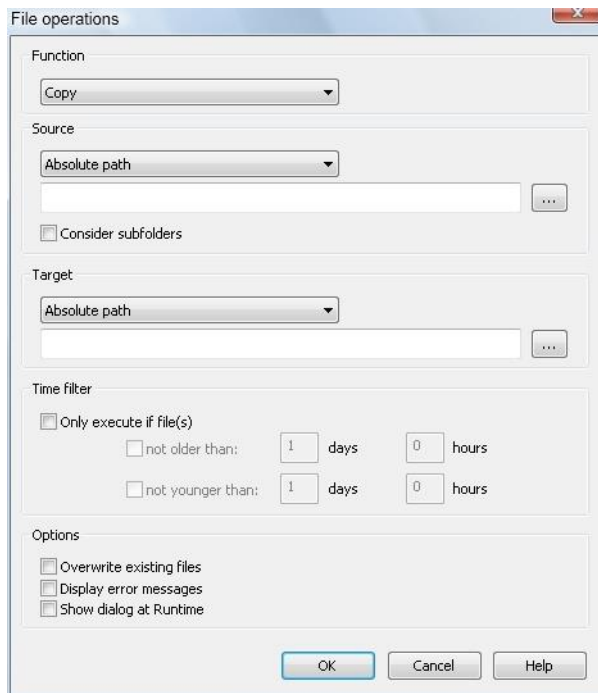 File operations
Function
Copy
Source
Absolute path
...
Consider subfolders
Target
Absolute path
...
Time filter
Only execute if file(s)
not older than: 1 days 0 hours
not younger than: 1 days 0 hours
Options
Overwrite existing files
Display error messages
Show dialog at Runtime
OK Cancel Help